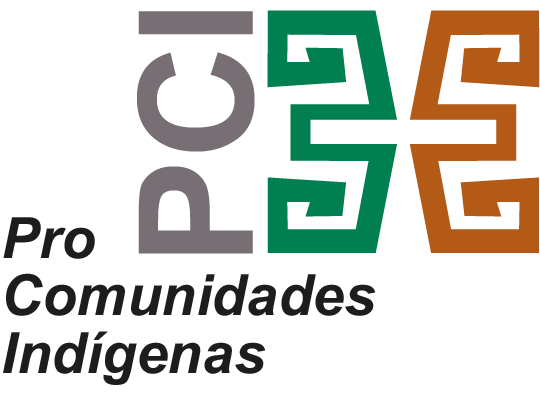 PCI
Pro
Comunidades
Indígenas